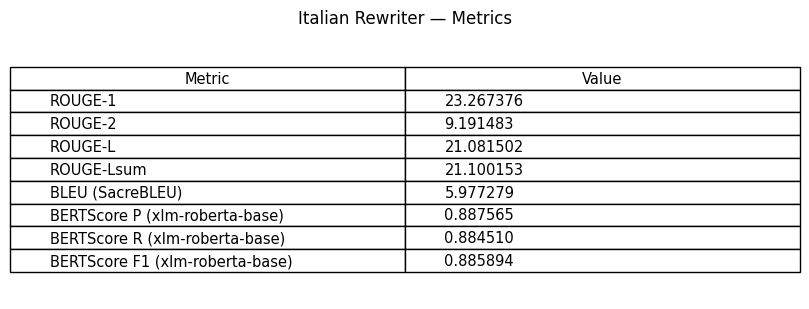 Italian Rewriter — Metrics
Metric Value
ROUGE-1 23.267376
ROUGE-2 9.191483
ROUGE-L 21.081502
ROUGE-Lsum 21.100153
BLEU (SacreBLEU) 5.977279
BERTScore P (xlm-roberta-base) 0.887565
BERTScore R (xlm-roberta-base) 0.884510
BERTScore F1 (xlm-roberta-base) 0.885894